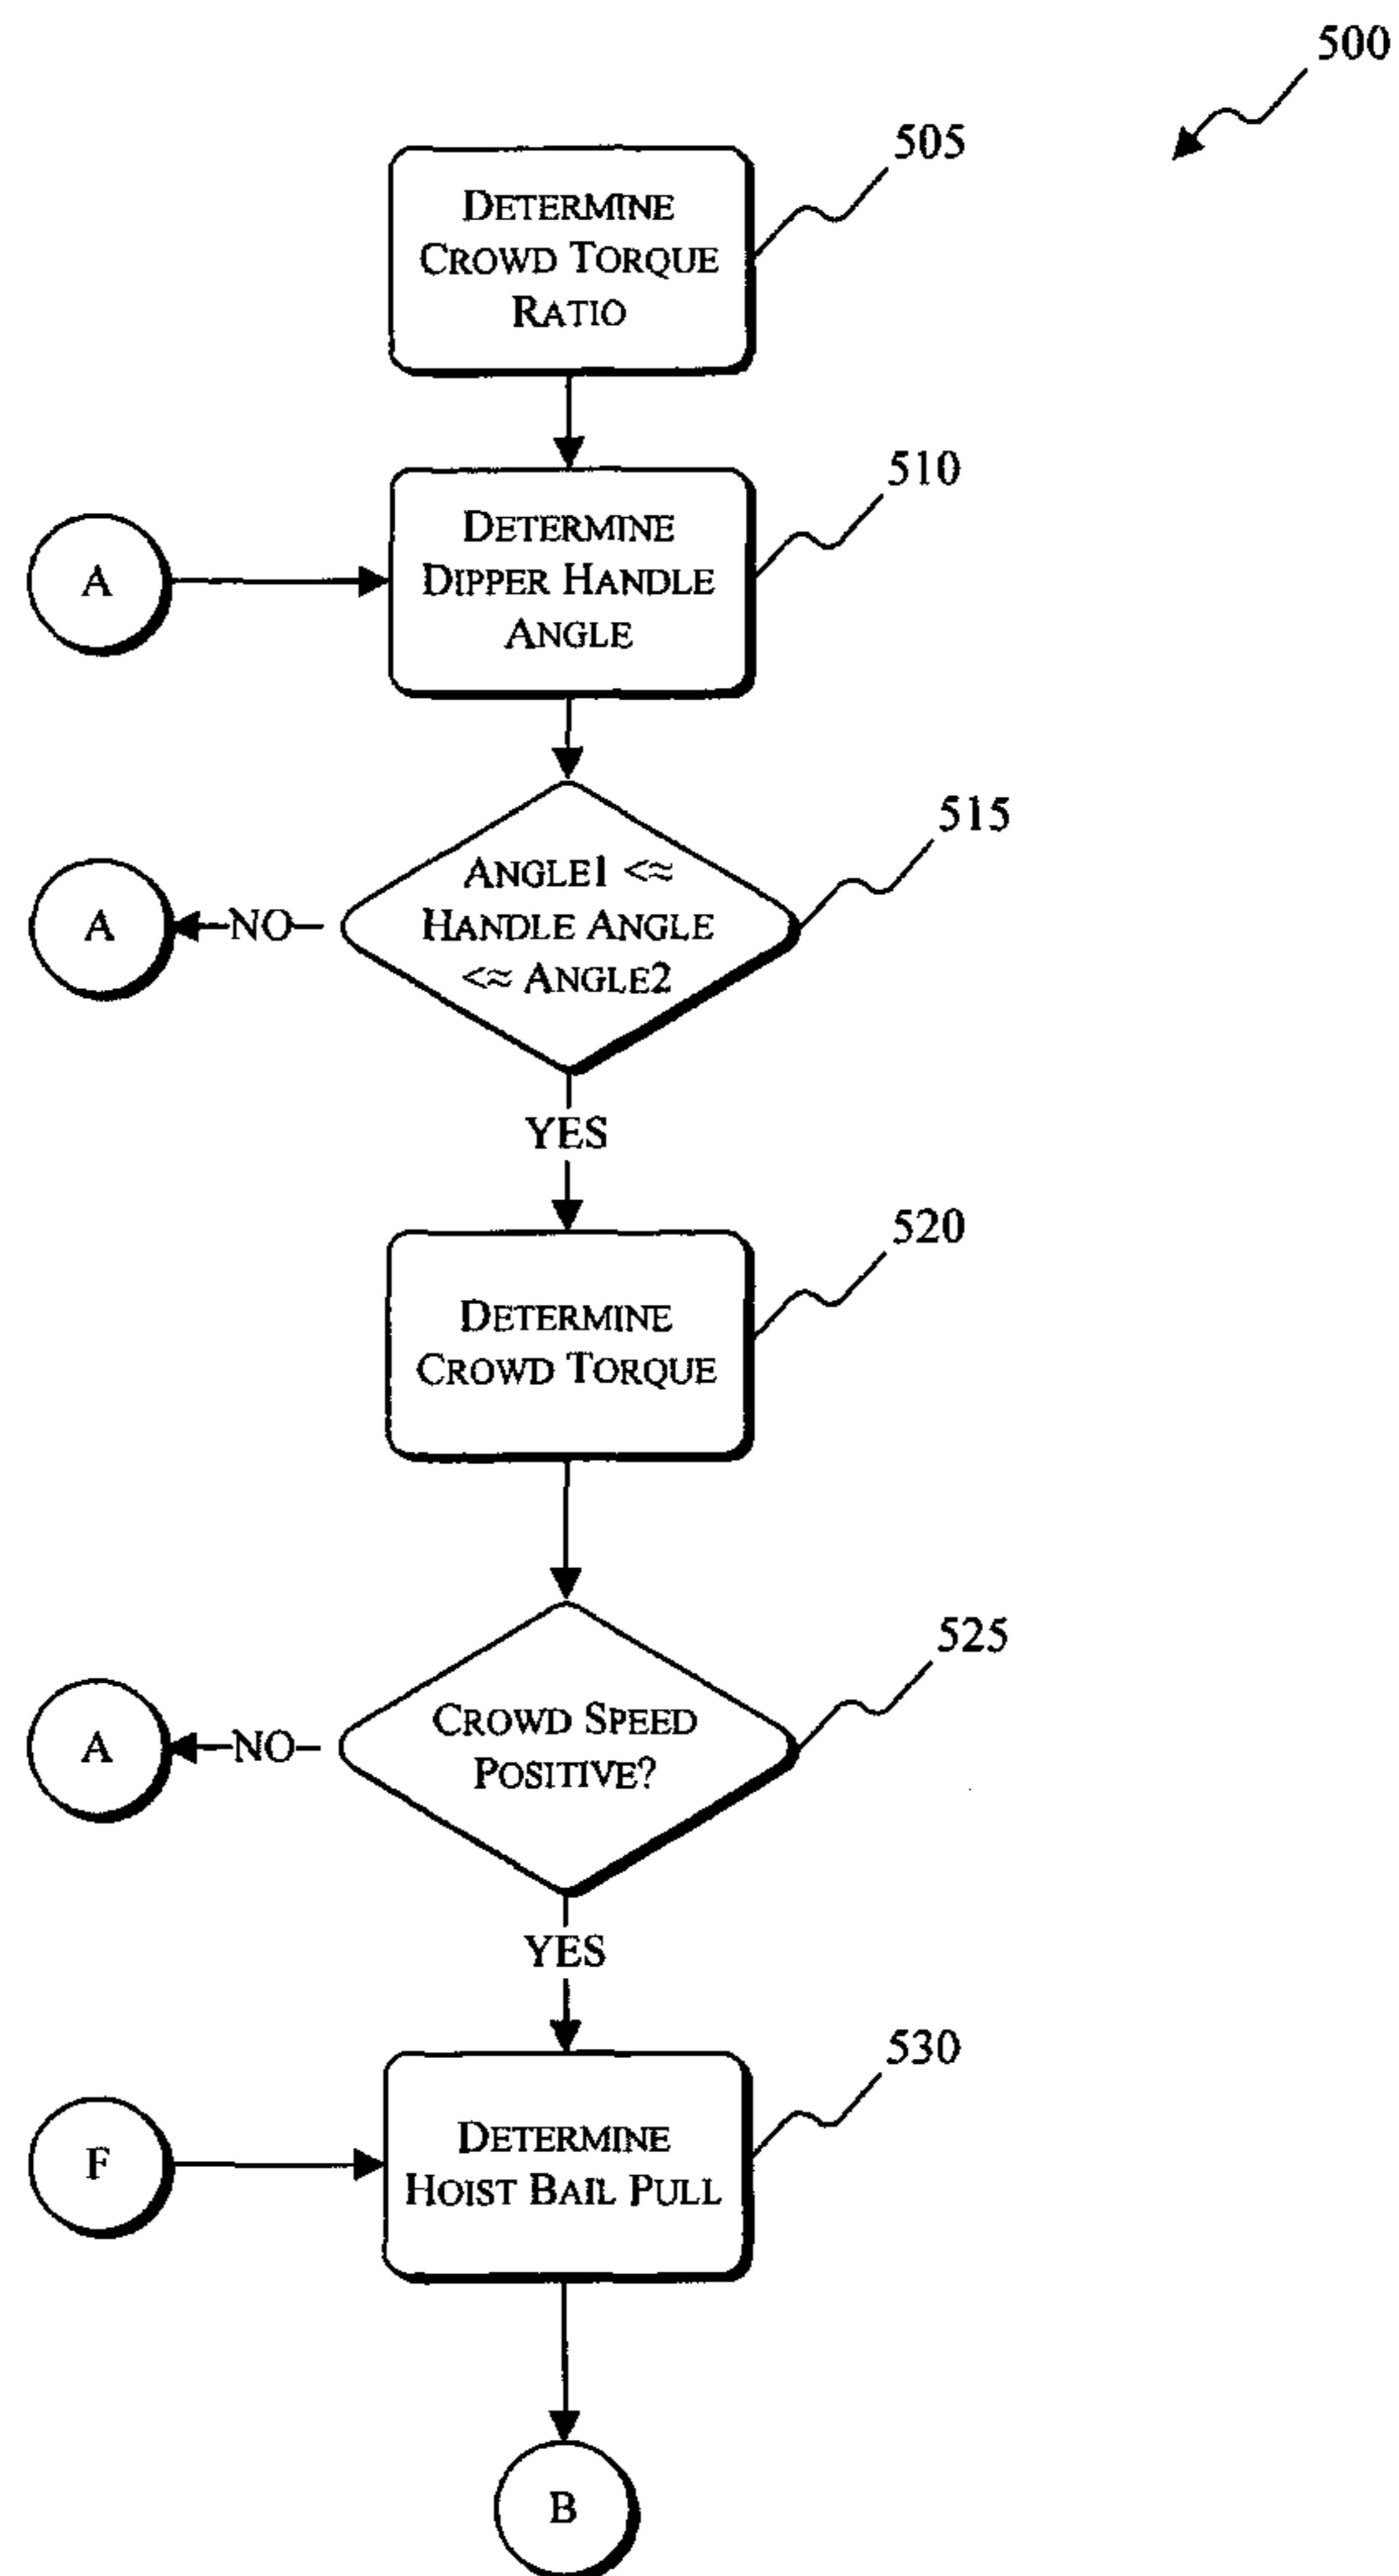 500
505
DETERMINE
CROWD TORQUE
RATIO
510
DETERMINE
DIPPER HANDLE
ANGLE
A
515
ANGLE1 <≈
HANDLE ANGLE
<≈ ANGLE2
NO
A
YES
520
DETERMINE
CROWD TORQUE
525
CROWD SPEED
POSITIVE?
NO
A
YES
530
DETERMINE
HOIST BAIL PULL
F
B